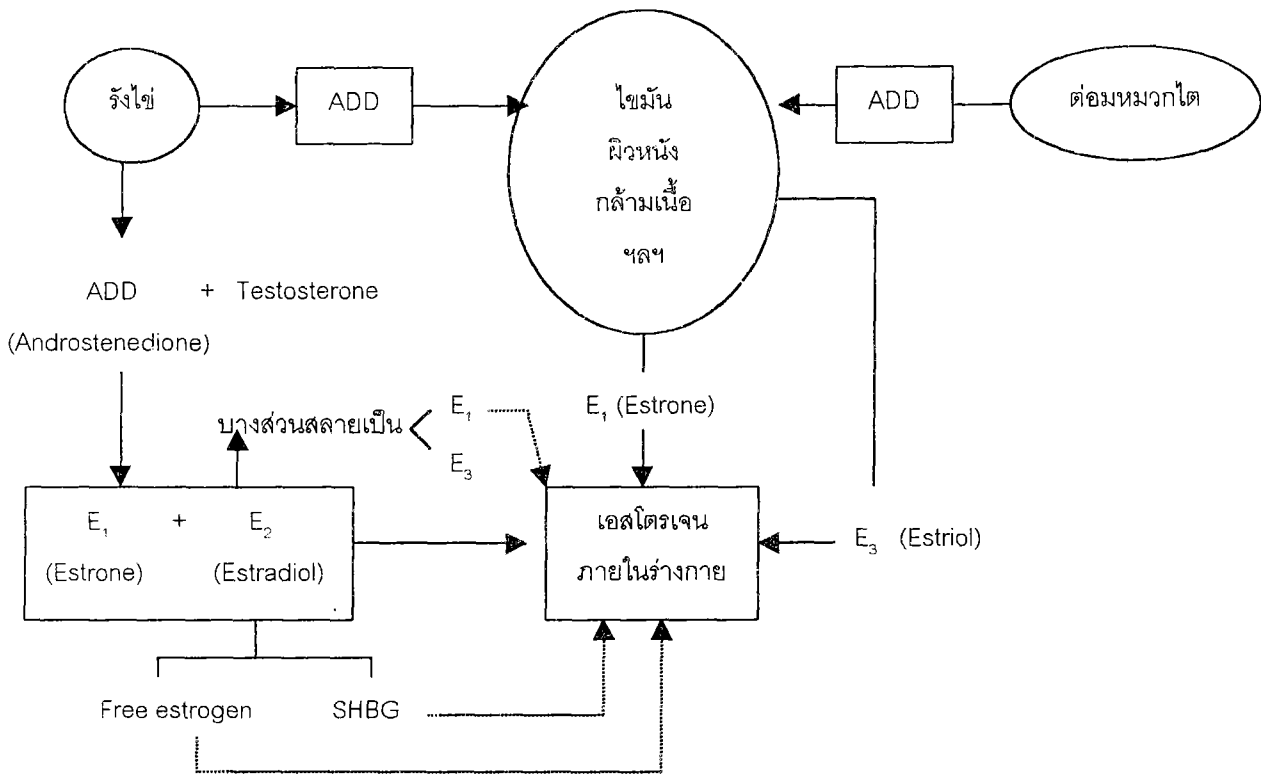 รังไข่
ADD
ไขมัน
ผิวหนัง
กล้ามเนื้อ
ฯลฯ
ADD
ต่อมหมวกไต
ADD + Testosterone
(Androstenedione)
บางส่วนสลายเป็น < E₁
E₃
E₁ (Estrone)
E₁ + E₂
(Estrone) (Estradiol)
เอสโตรเจน
ภายในร่างกาย
E₃ (Estriol)
Free estrogen SHBG